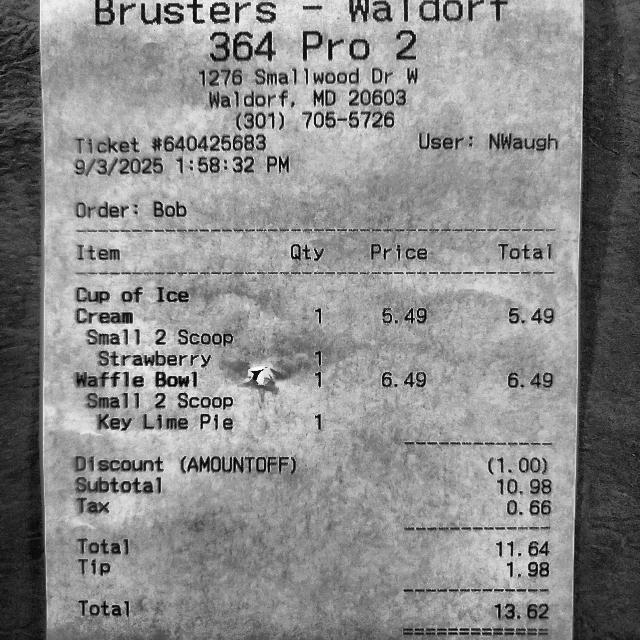 Brusters - Waldorf
364 Pro 2
1276 Smallwood Dr W
Waldorf, MD 20603
(301) 705-5726
Ticket #640425683 User: NWaugh
9/3/2025 1:58:32 PM
Order: Bob
Item Qty Price Total
Cup of Ice
Cream 1 5.49 5.49
Small 2 Scoop
Strawberry 1
Waffle Bowl 1 6.49 6.49
Small 2 Scoop
Key Lime Pie 1
Discount (AMOUNTOFF) (1.00)
Subtotal 10.98
Tax 0.66
Total 11.64
Tip 1.98
Total 13.62